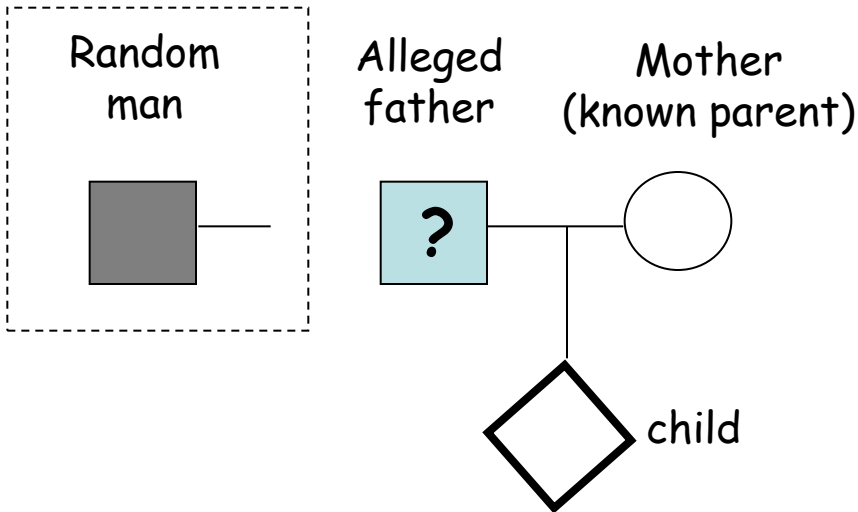 Random
man
Alleged
father
Mother
(known parent)
?
child